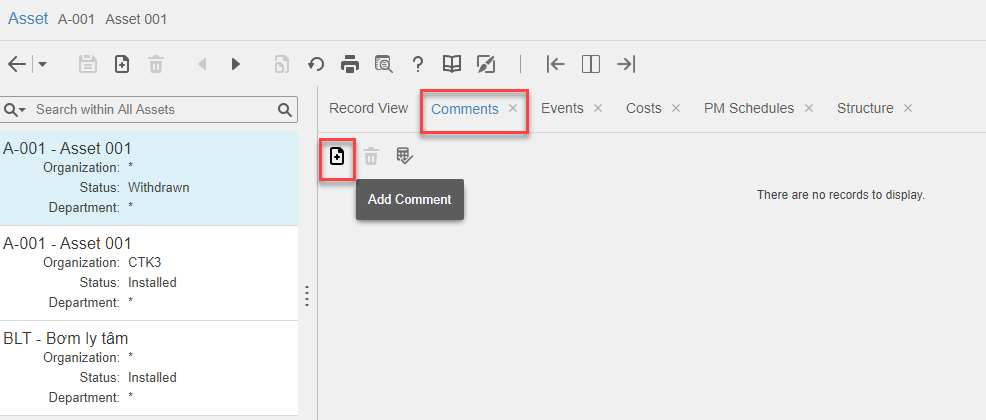 Asset A-001 Asset 001
Search within All Assets
Record View Comments × Events × Costs × PM Schedules × Structure ×
A-001 - Asset 001
Organization: *
Status: Withdrawn
Department: *
Add Comment
There are no records to display.
A-001 - Asset 001
Organization: CTK3
Status: Installed
Department: *
BLT - Bơm ly tâm
Organization: *
Status: Installed
Department: *